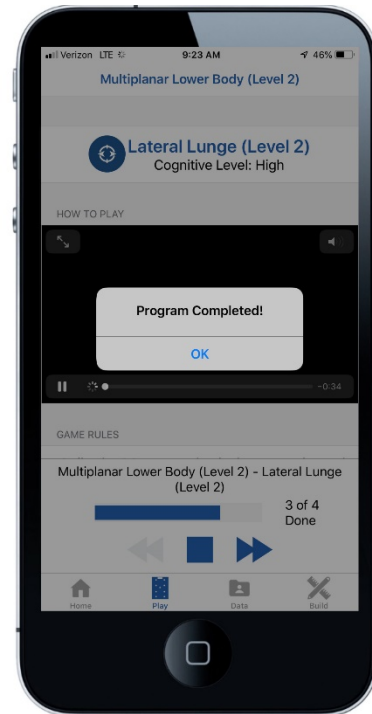 Verizon LTE 9:23 AM 46%
Multiplanar Lower Body (Level 2)
Lateral Lunge (Level 2)
Cognitive Level: High
HOW TO PLAY
Program Completed!
OK
-0:34
GAME RULES
Multiplanar Lower Body (Level 2) - Lateral Lunge
(Level 2)
3 of 4
Done
Home Play Data Build